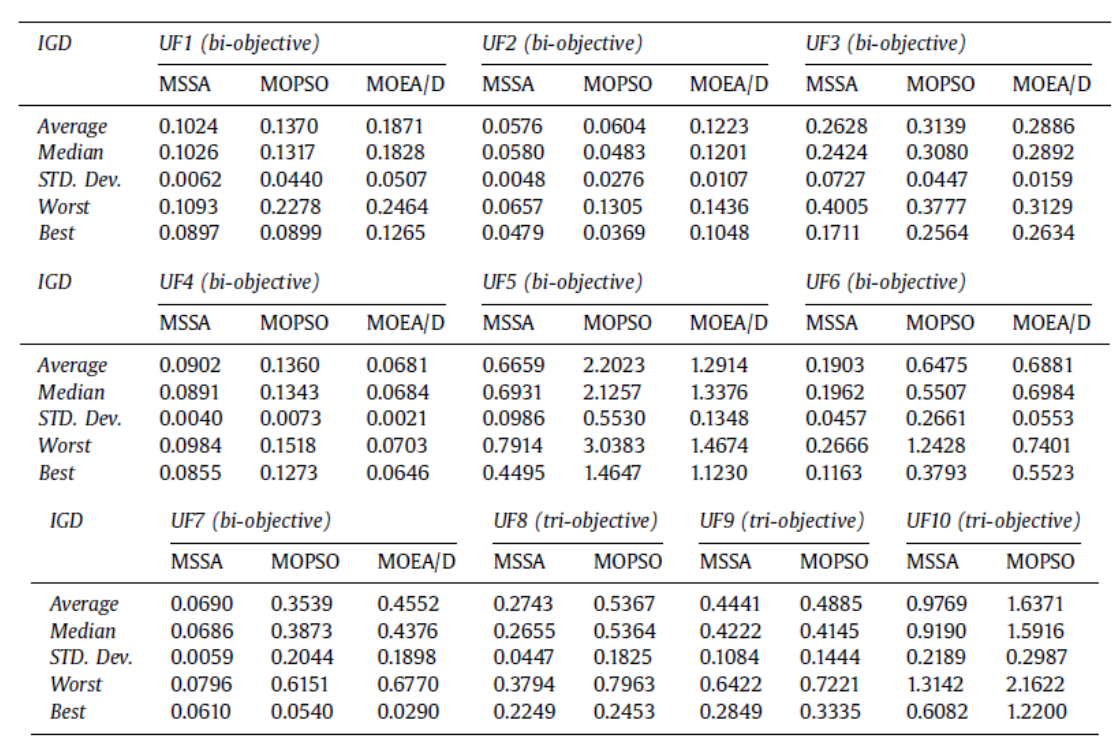 IGD UF1 (bi-objective) UF2 (bi-objective) UF3 (bi-objective)
MSSA MOPSO MOEA/D MSSA MOPSO MOEA/D MSSA MOPSO MOEA/D
Average 0.1024 0.1370 0.1871 0.0576 0.0604 0.1223 0.2628 0.3139 0.2886
Median 0.1026 0.1317 0.1828 0.0580 0.0483 0.1201 0.2424 0.3080 0.2892
STD. Dev. 0.0062 0.0440 0.0507 0.0048 0.0276 0.0107 0.0727 0.0447 0.0159
Worst 0.1093 0.2278 0.2464 0.0657 0.1305 0.1436 0.4005 0.3777 0.3129
Best 0.0897 0.0899 0.1265 0.0479 0.0369 0.1048 0.1711 0.2564 0.2634
IGD UF4 (bi-objective) UF5 (bi-objective) UF6 (bi-objective)
MSSA MOPSO MOEA/D MSSA MOPSO MOEA/D MSSA MOPSO MOEA/D
Average 0.0902 0.1360 0.0681 0.6659 2.2023 1.2914 0.1903 0.6475 0.6881
Median 0.0891 0.1343 0.0684 0.6931 2.1257 1.3376 0.1962 0.5507 0.6984
STD. Dev. 0.0040 0.0073 0.0021 0.0986 0.5530 0.1348 0.0457 0.2661 0.0553
Worst 0.0984 0.1518 0.0703 0.7914 3.0383 1.4674 0.2666 1.2428 0.7401
Best 0.0855 0.1273 0.0646 0.4495 1.4647 1.1230 0.1163 0.3793 0.5523
IGD UF7 (bi-objective) UF8 (tri-objective) UF9 (tri-objective) UF10 (tri-objective)
MSSA MOPSO MOEA/D MSSA MOPSO MSSA MOPSO MSSA MOPSO
Average 0.0690 0.3539 0.4552 0.2743 0.5367 0.4441 0.4885 0.9769 1.6371
Median 0.0686 0.3873 0.4376 0.2655 0.5364 0.4222 0.4145 0.9190 1.5916
STD. Dev. 0.0059 0.2044 0.1898 0.0447 0.1825 0.1084 0.1444 0.2189 0.2987
Worst 0.0796 0.6151 0.6770 0.3794 0.7963 0.6422 0.7221 1.3142 2.1622
Best 0.0610 0.0540 0.0290 0.2249 0.2453 0.2849 0.3335 0.6082 1.2200